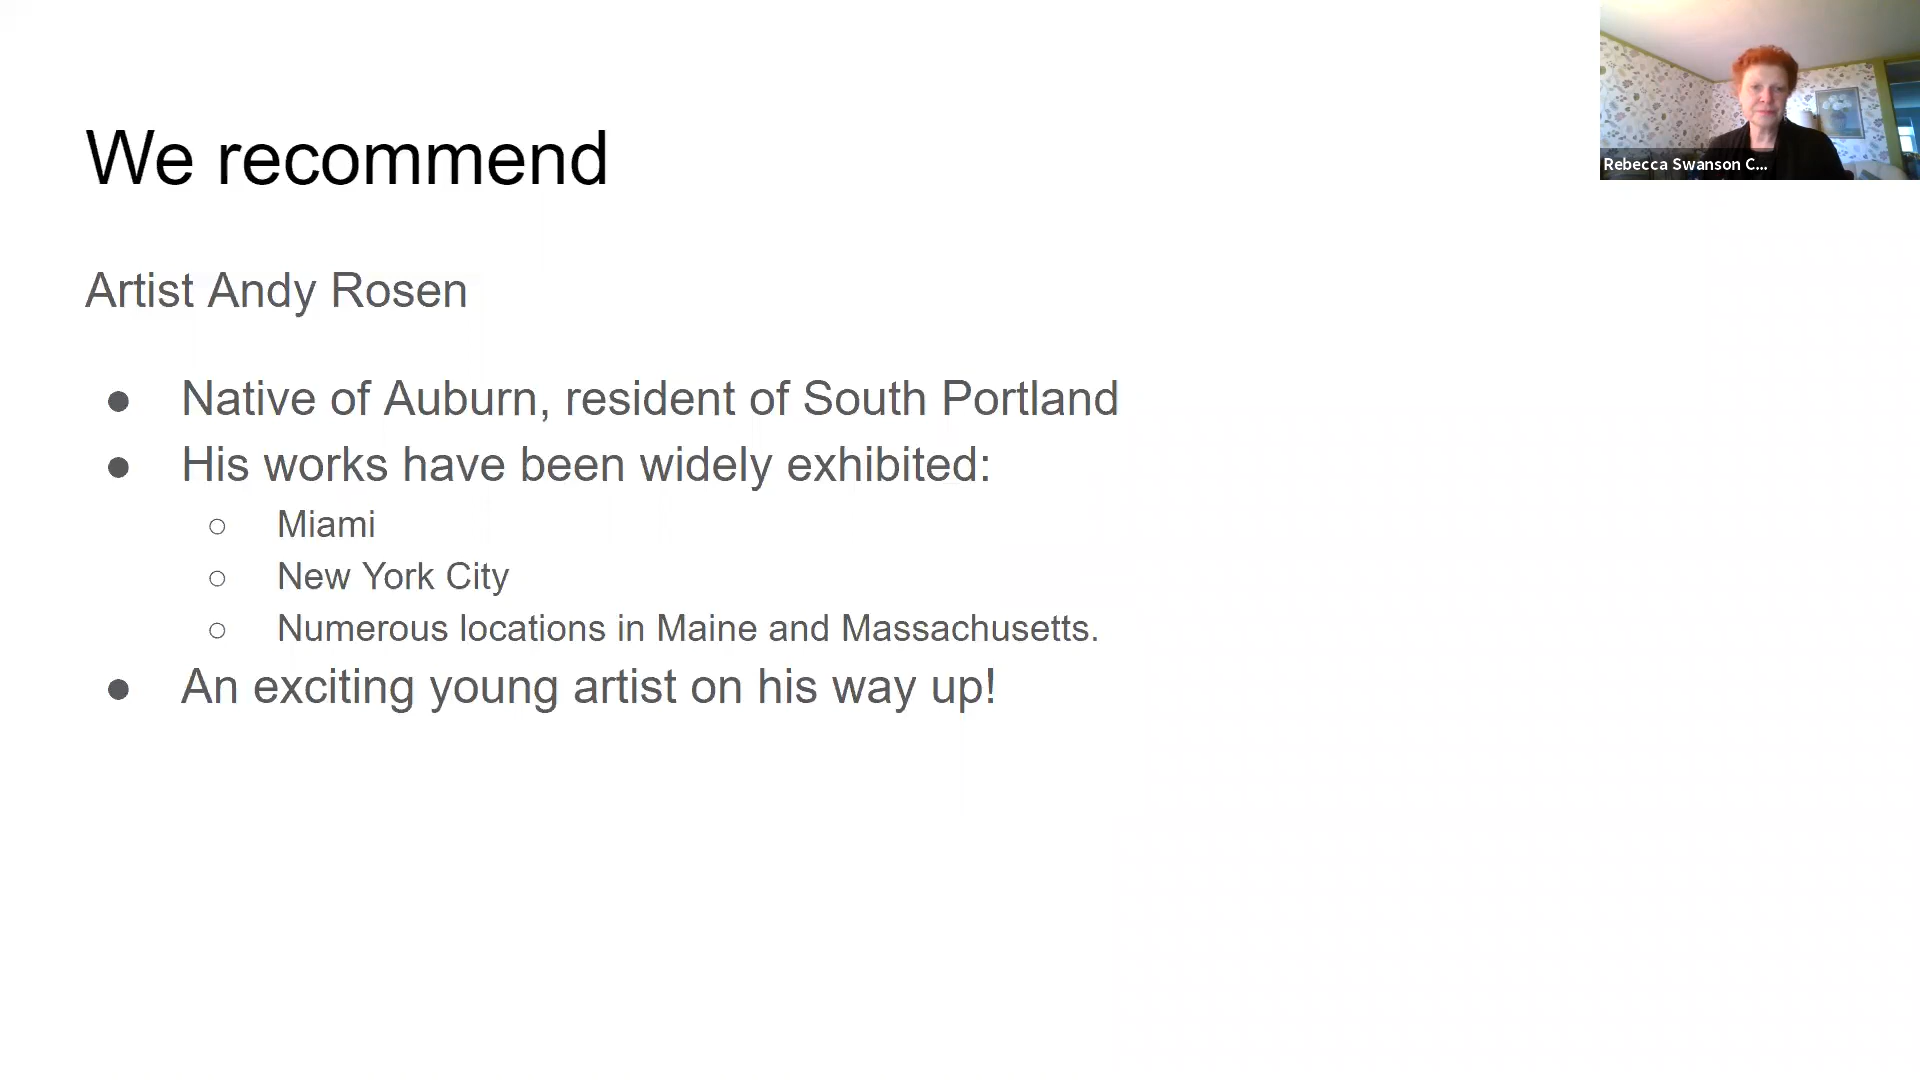 We recommend
Rebecca Swanson C...
Artist Andy Rosen
● Native of Auburn, resident of South Portland
● His works have been widely exhibited:
○ Miami
○ New York City
○ Numerous locations in Maine and Massachusetts.
● An exciting young artist on his way up!